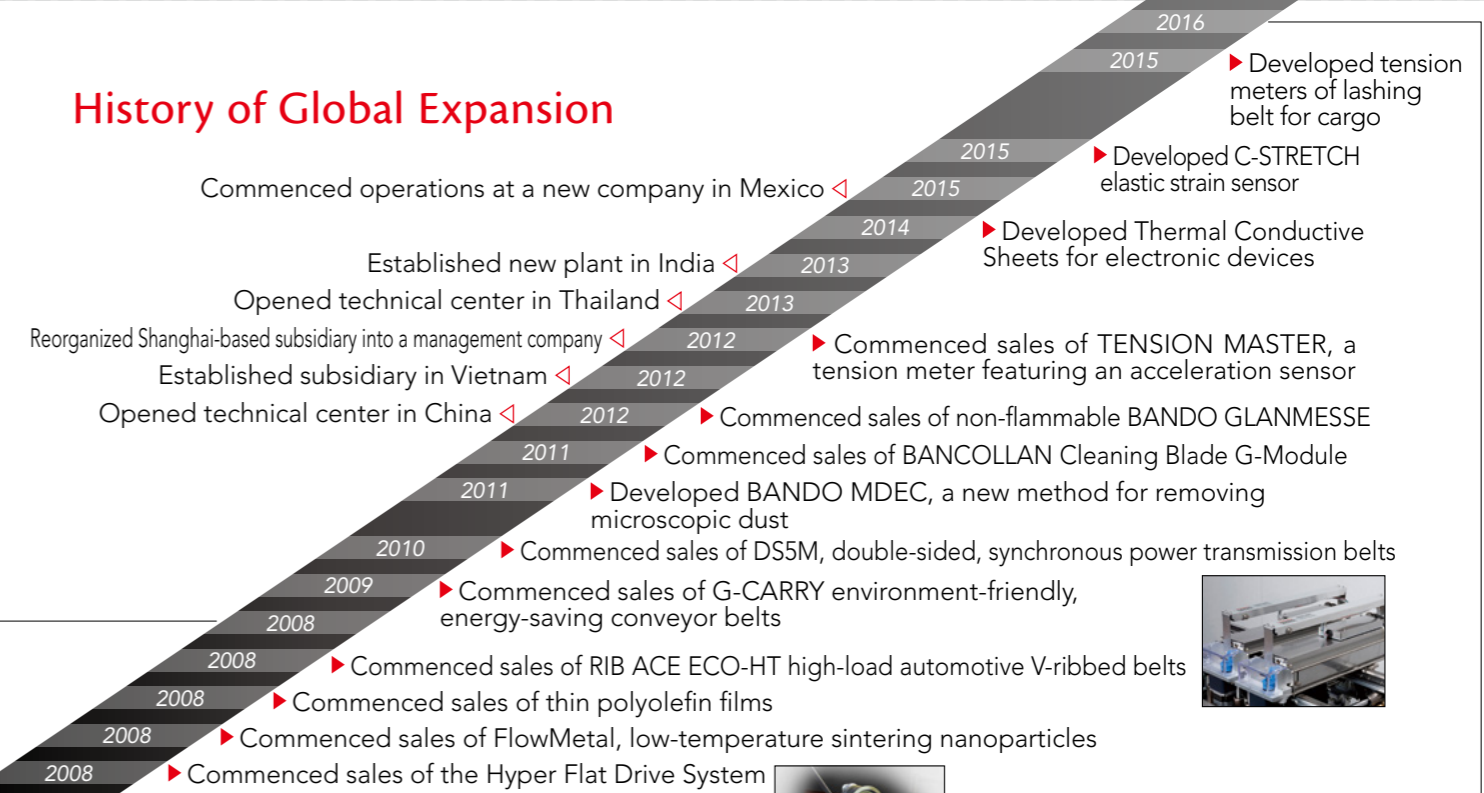 History of Global Expansion
2016
2015
▶ Developed tension
meters of lashing
belt for cargo
2015
▶ Developed C-STRETCH
elastic strain sensor
Commenced operations at a new company in Mexico ◁
2015
2014
▶ Developed Thermal Conductive
Sheets for electronic devices
Established new plant in India ◁
2013
Opened technical center in Thailand ◁
2013
Reorganized Shanghai-based subsidiary into a management company ◁
2012
▶ Commenced sales of TENSION MASTER, a
tension meter featuring an acceleration sensor
Established subsidiary in Vietnam ◁
2012
Opened technical center in China ◁
2012
▶ Commenced sales of non-flammable BANDO GLANMESSE
2011
▶ Commenced sales of BANCOLLAN Cleaning Blade G-Module
2011
▶ Developed BANDO MDEC, a new method for removing
microscopic dust
2010
▶ Commenced sales of DS5M, double-sided, synchronous power transmission belts
2009
▶ Commenced sales of G-CARRY environment-friendly,
energy-saving conveyor belts
2008
2008
▶ Commenced sales of RIB ACE ECO-HT high-load automotive V-ribbed belts
2008
▶ Commenced sales of thin polyolefin films
2008
▶ Commenced sales of FlowMetal, low-temperature sintering nanoparticles
2008
▶ Commenced sales of the Hyper Flat Drive System